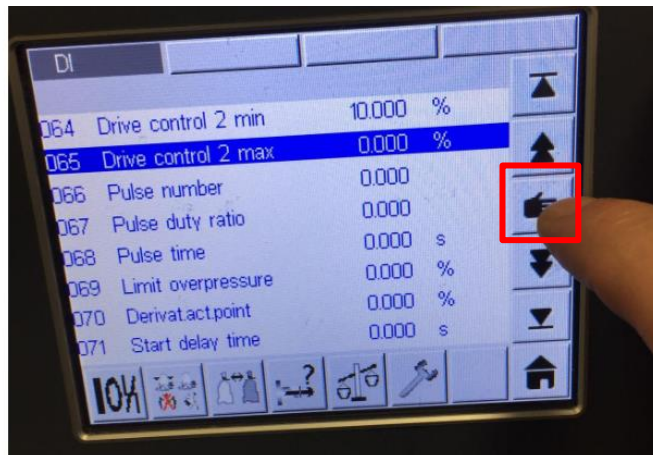 DI
064 Drive control 2 min 10.000 %
065 Drive control 2 max 0.000 %
066 Pulse number 0.000
067 Pulse duty ratio 0.000
068 Pulse time 0.000 s
069 Limit overpressure 0.000 %
070 Derivat.act.point 0.000 %
071 Start delay time 0.000 s
?